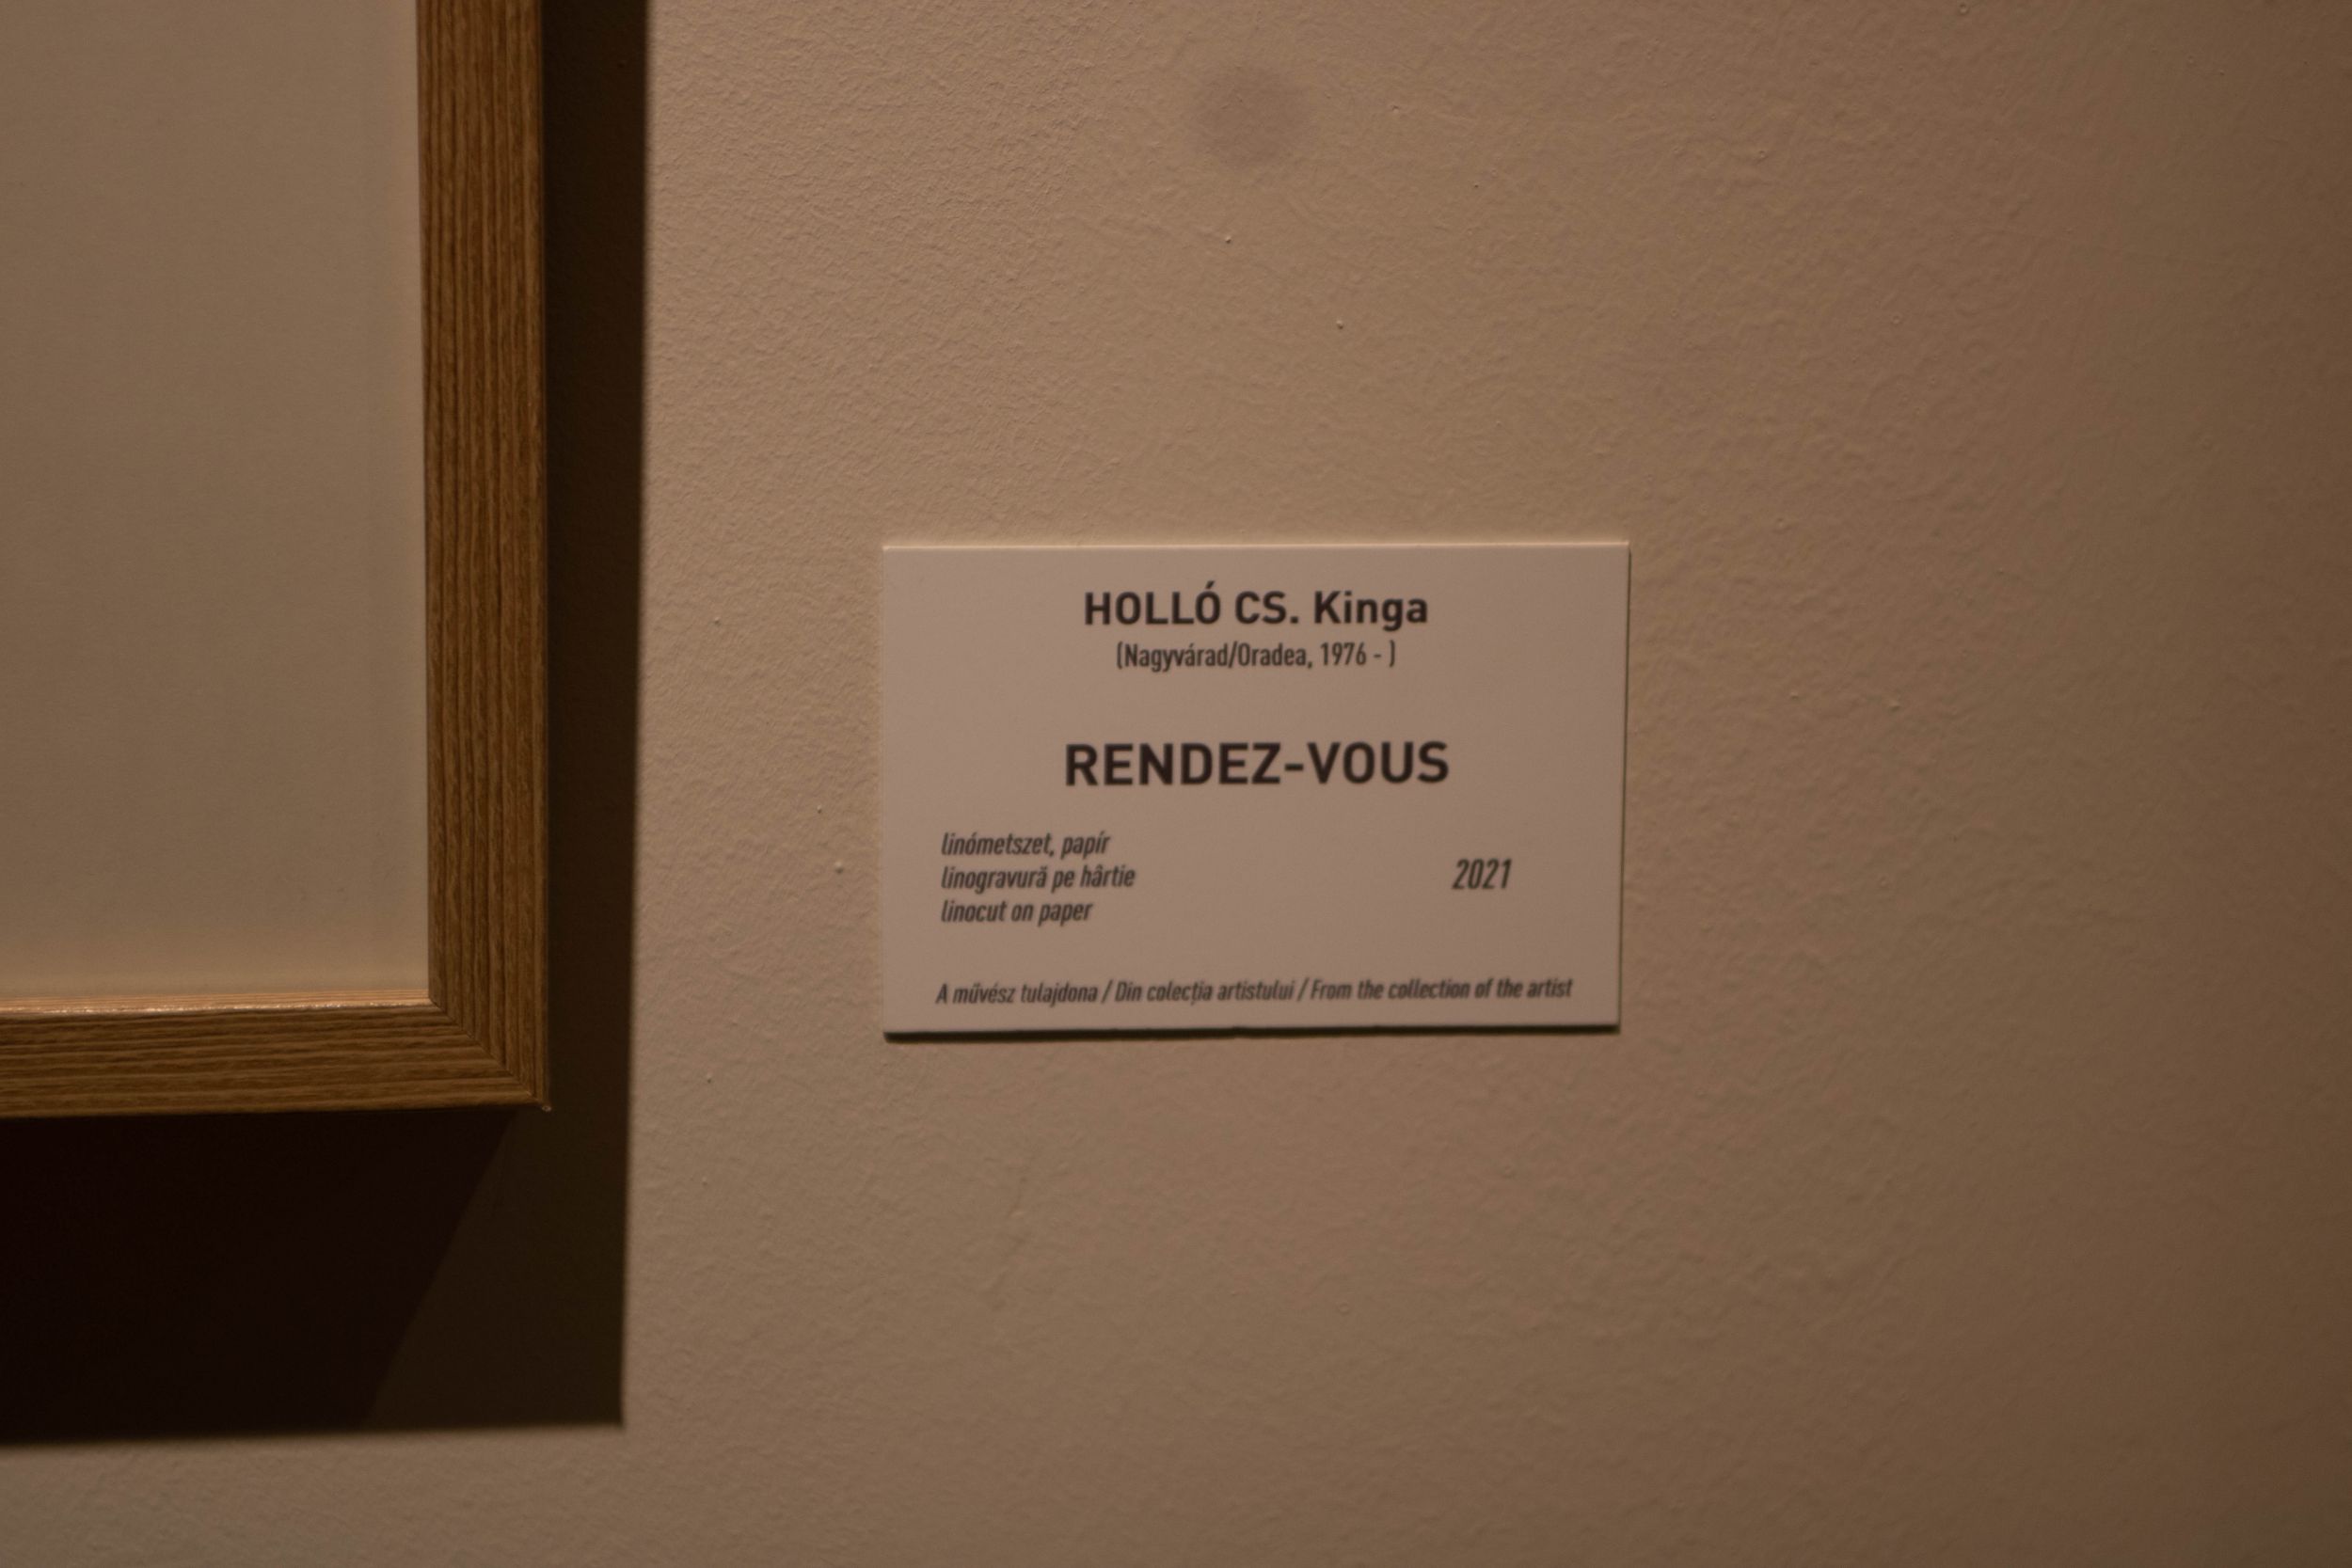 HOLLÓ CS. Kinga
(Nagyvárad/Oradea, 1976 - )
RENDEZ-VOUS
linómetszet, papír
linogravură pe hârtie
linocut on paper
2021
A művész tulajdona / Din colecția artistului / From the collection of the artist